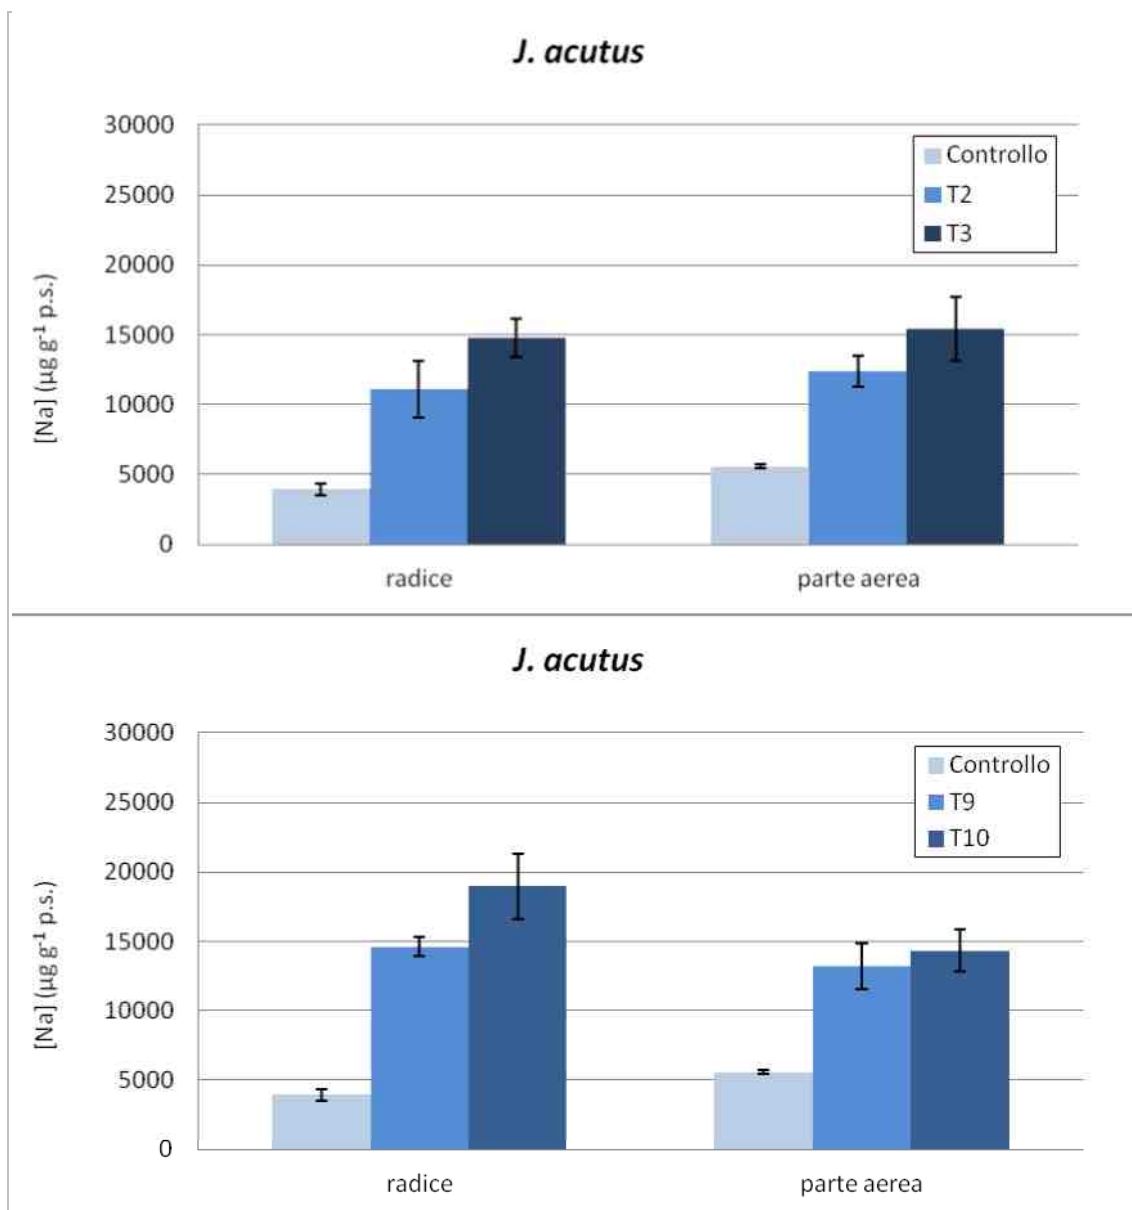 J. acutus
30000
25000
20000
15000
10000
5000
0
[Na] (µg g⁻¹ p.s.)
Controllo
T2
T3
radice parte aerea
J. acutus
30000
25000
20000
15000
10000
5000
0
[Na] (µg g⁻¹ p.s.)
Controllo
T9
T10
radice parte aerea